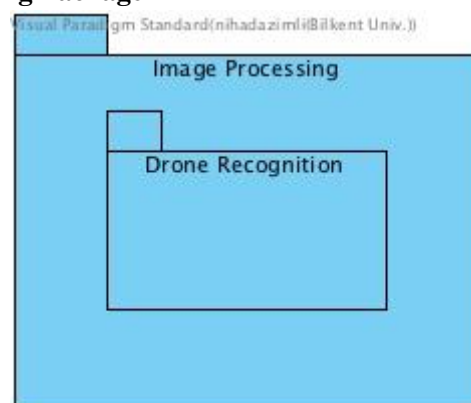 Visual Paradigm Standard(nihadazimli(Bilkent Univ.))
Image Processing
Drone Recognition